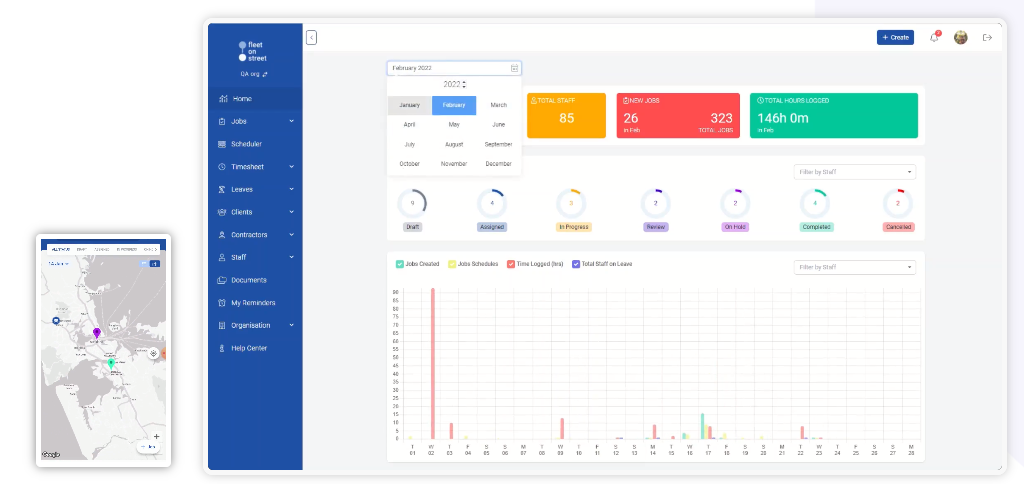 fleet
on
street
QA org
Home
Jobs
Scheduler
Timesheet
Leaves
Clients
Contractors
Staff
Documents
My Reminders
Organisation
Help Center
+ Create
February 2022
2022
January February March
April May June
July August September
October November December
TOTAL STAFF
85
NEW JOBS
26 323
in Feb TOTAL JOBS
TOTAL HOURS LOGGED
146h 0m
in Feb
Filter by Staff
9 4 3 2 2 4 2
Draft Assigned In Progress Review On Hold Completed Cancelled
Jobs Created Jobs Schedules Time Logged (hrs) Total Staff on Leave
Filter by Staff
90
85
80
75
70
65
60
55
50
45
40
35
30
25
20
15
10
5
0
T W T F S S M T W T F S S M T W T F S S M T W T F S S M
01 02 03 04 05 06 07 08 09 10 11 12 13 14 15 16 17 18 19 20 21 22 23 24 25 26 27 28
Google